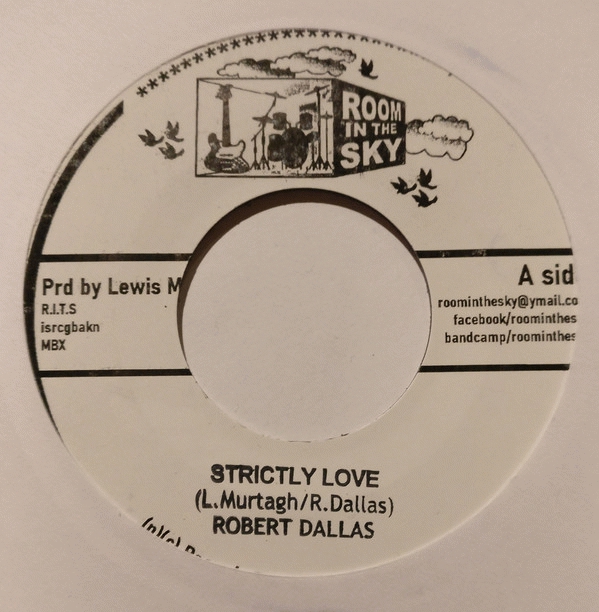 ROOM
IN THE
SKY
Prd by Lewis M
R.I.T.S
isrcgbakn
MBX
A sid
roominthesky@ymail.co
facebook/roominthes
bandcamp/roominthes
STRICTLY LOVE
(L.Murtagh/R.Dallas)
ROBERT DALLAS
(p)(c)